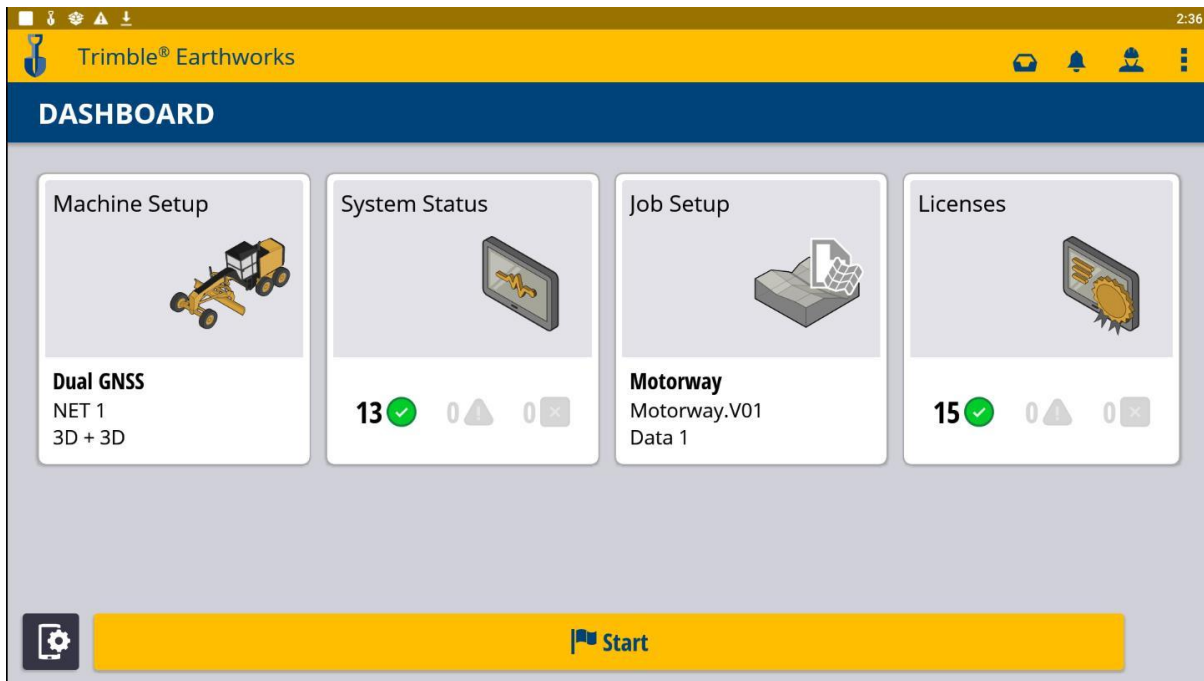 2:36
Trimble® Earthworks
DASHBOARD
Machine Setup
Dual GNSS
NET 1
3D + 3D
System Status
13 0 0
Job Setup
Motorway
Motorway.V01
Data 1
Licenses
15 0 0
Start